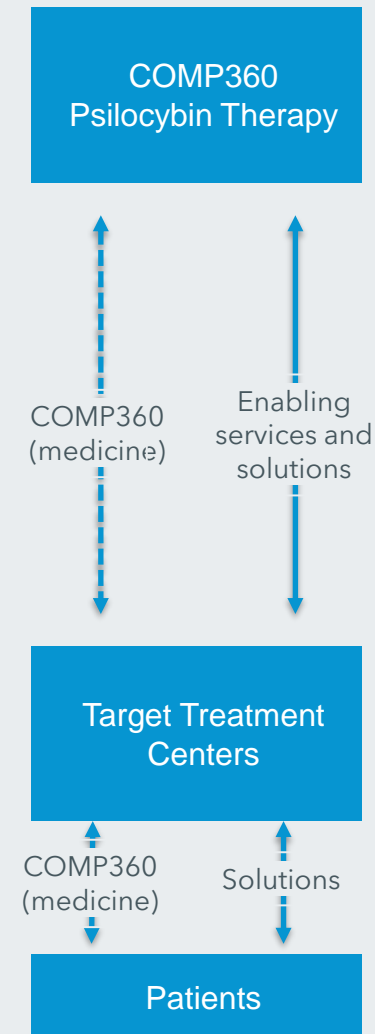 COMP360
Psilocybin Therapy
COMP360
(medicine)
Enabling
services and
solutions
Target Treatment
Centers
COMP360
(medicine)
Solutions
Patients